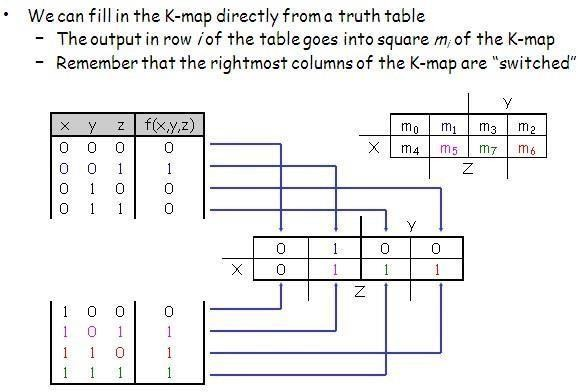 • We can fill in the K-map directly from a truth table
– The output in row i of the table goes into square mi of the K-map
– Remember that the rightmost columns of the K-map are “switched”
Y
m0 m1 m3 m2
X m4 m5 m7 m6
Z
x y z f(x,y,z)
0 0 0 0
0 0 1 1
0 1 0 0
0 1 1 0
Y
0 1 0 0
X 0 1 1 1
Z
1 0 0 0
1 0 1 1
1 1 0 1
1 1 1 1